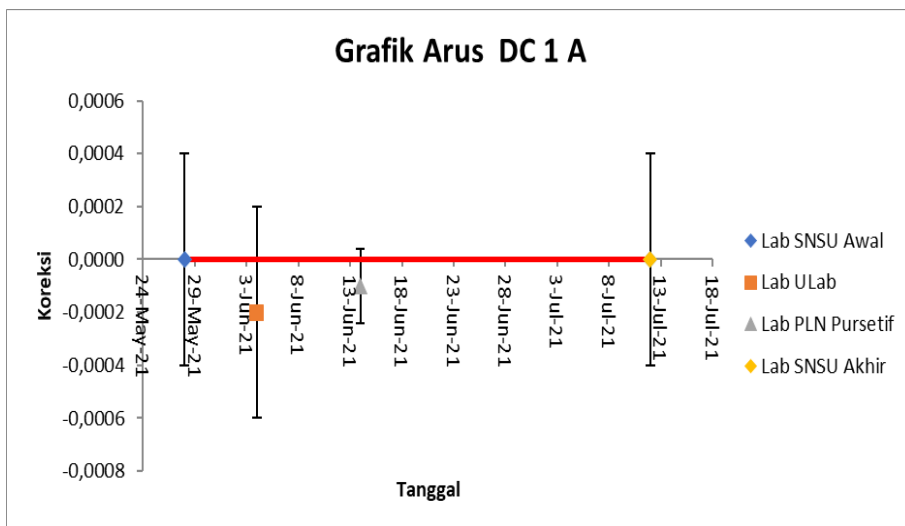 Grafik Arus  DC 1 A
0,0006
0,0004
0,0002
0,0000
-0,0002
-0,0004
-0,0006
-0,0008
Koreksi
24-May-21
29-May-21
3-Jun-21
8-Jun-21
13-Jun-21
18-Jun-21
23-Jun-21
28-Jun-21
3-Jul-21
8-Jul-21
13-Jul-21
18-Jul-21
Tanggal
Lab SNSU Awal
Lab ULab
Lab PLN Pursetif
Lab SNSU Akhir